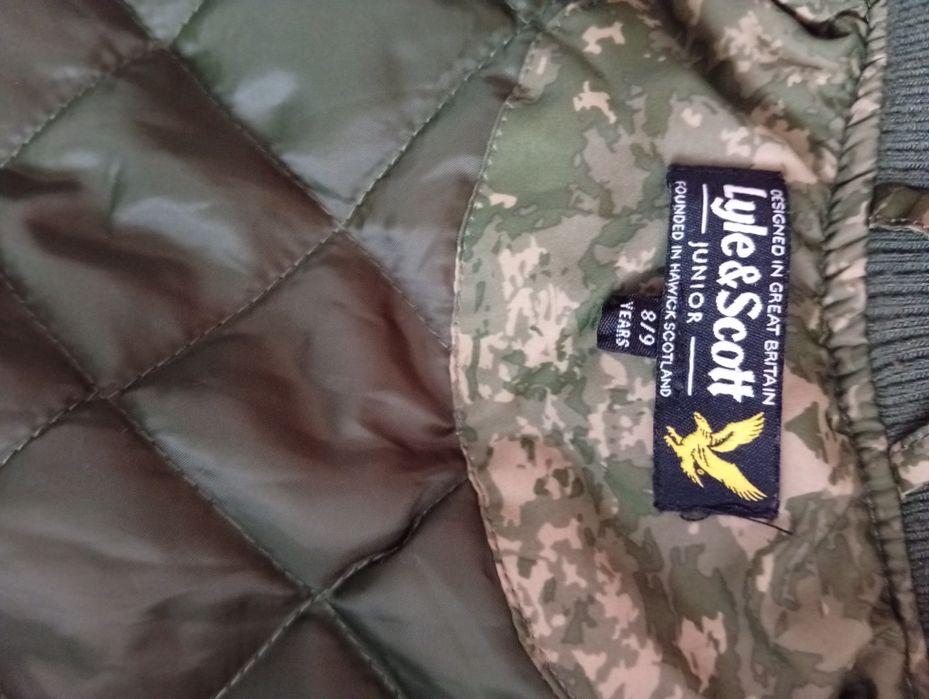 DESIGNED IN GREAT BRITAIN
Lyle&Scott
JUNIOR
FOUNDED IN HAWICK SCOTLAND
8/9
YEARS